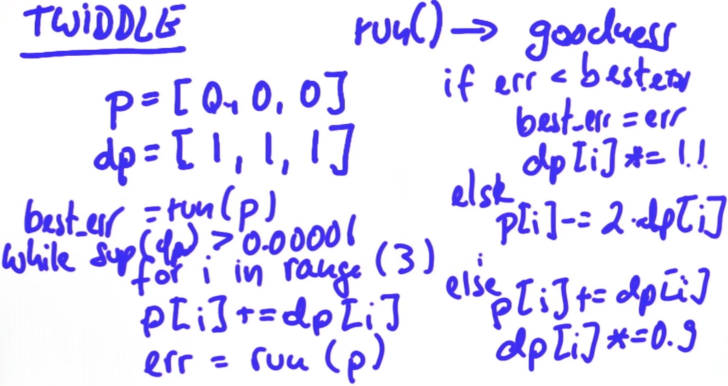 TWIDDLE
p = [ 0, 0, 0 ]
dp = [ 1, 1, 1 ]
best_err = run(p)
while sup(dp) > 0.00001
for i in range (3)
p[i] += dp[i]
err = run (p)
run() → goodness
if err < best_err
best_err = err
dp [i] *= 1.1
else
p[i] -= 2·dp[i]
else p[i] += dp[i]
dp[i] *= 0.9